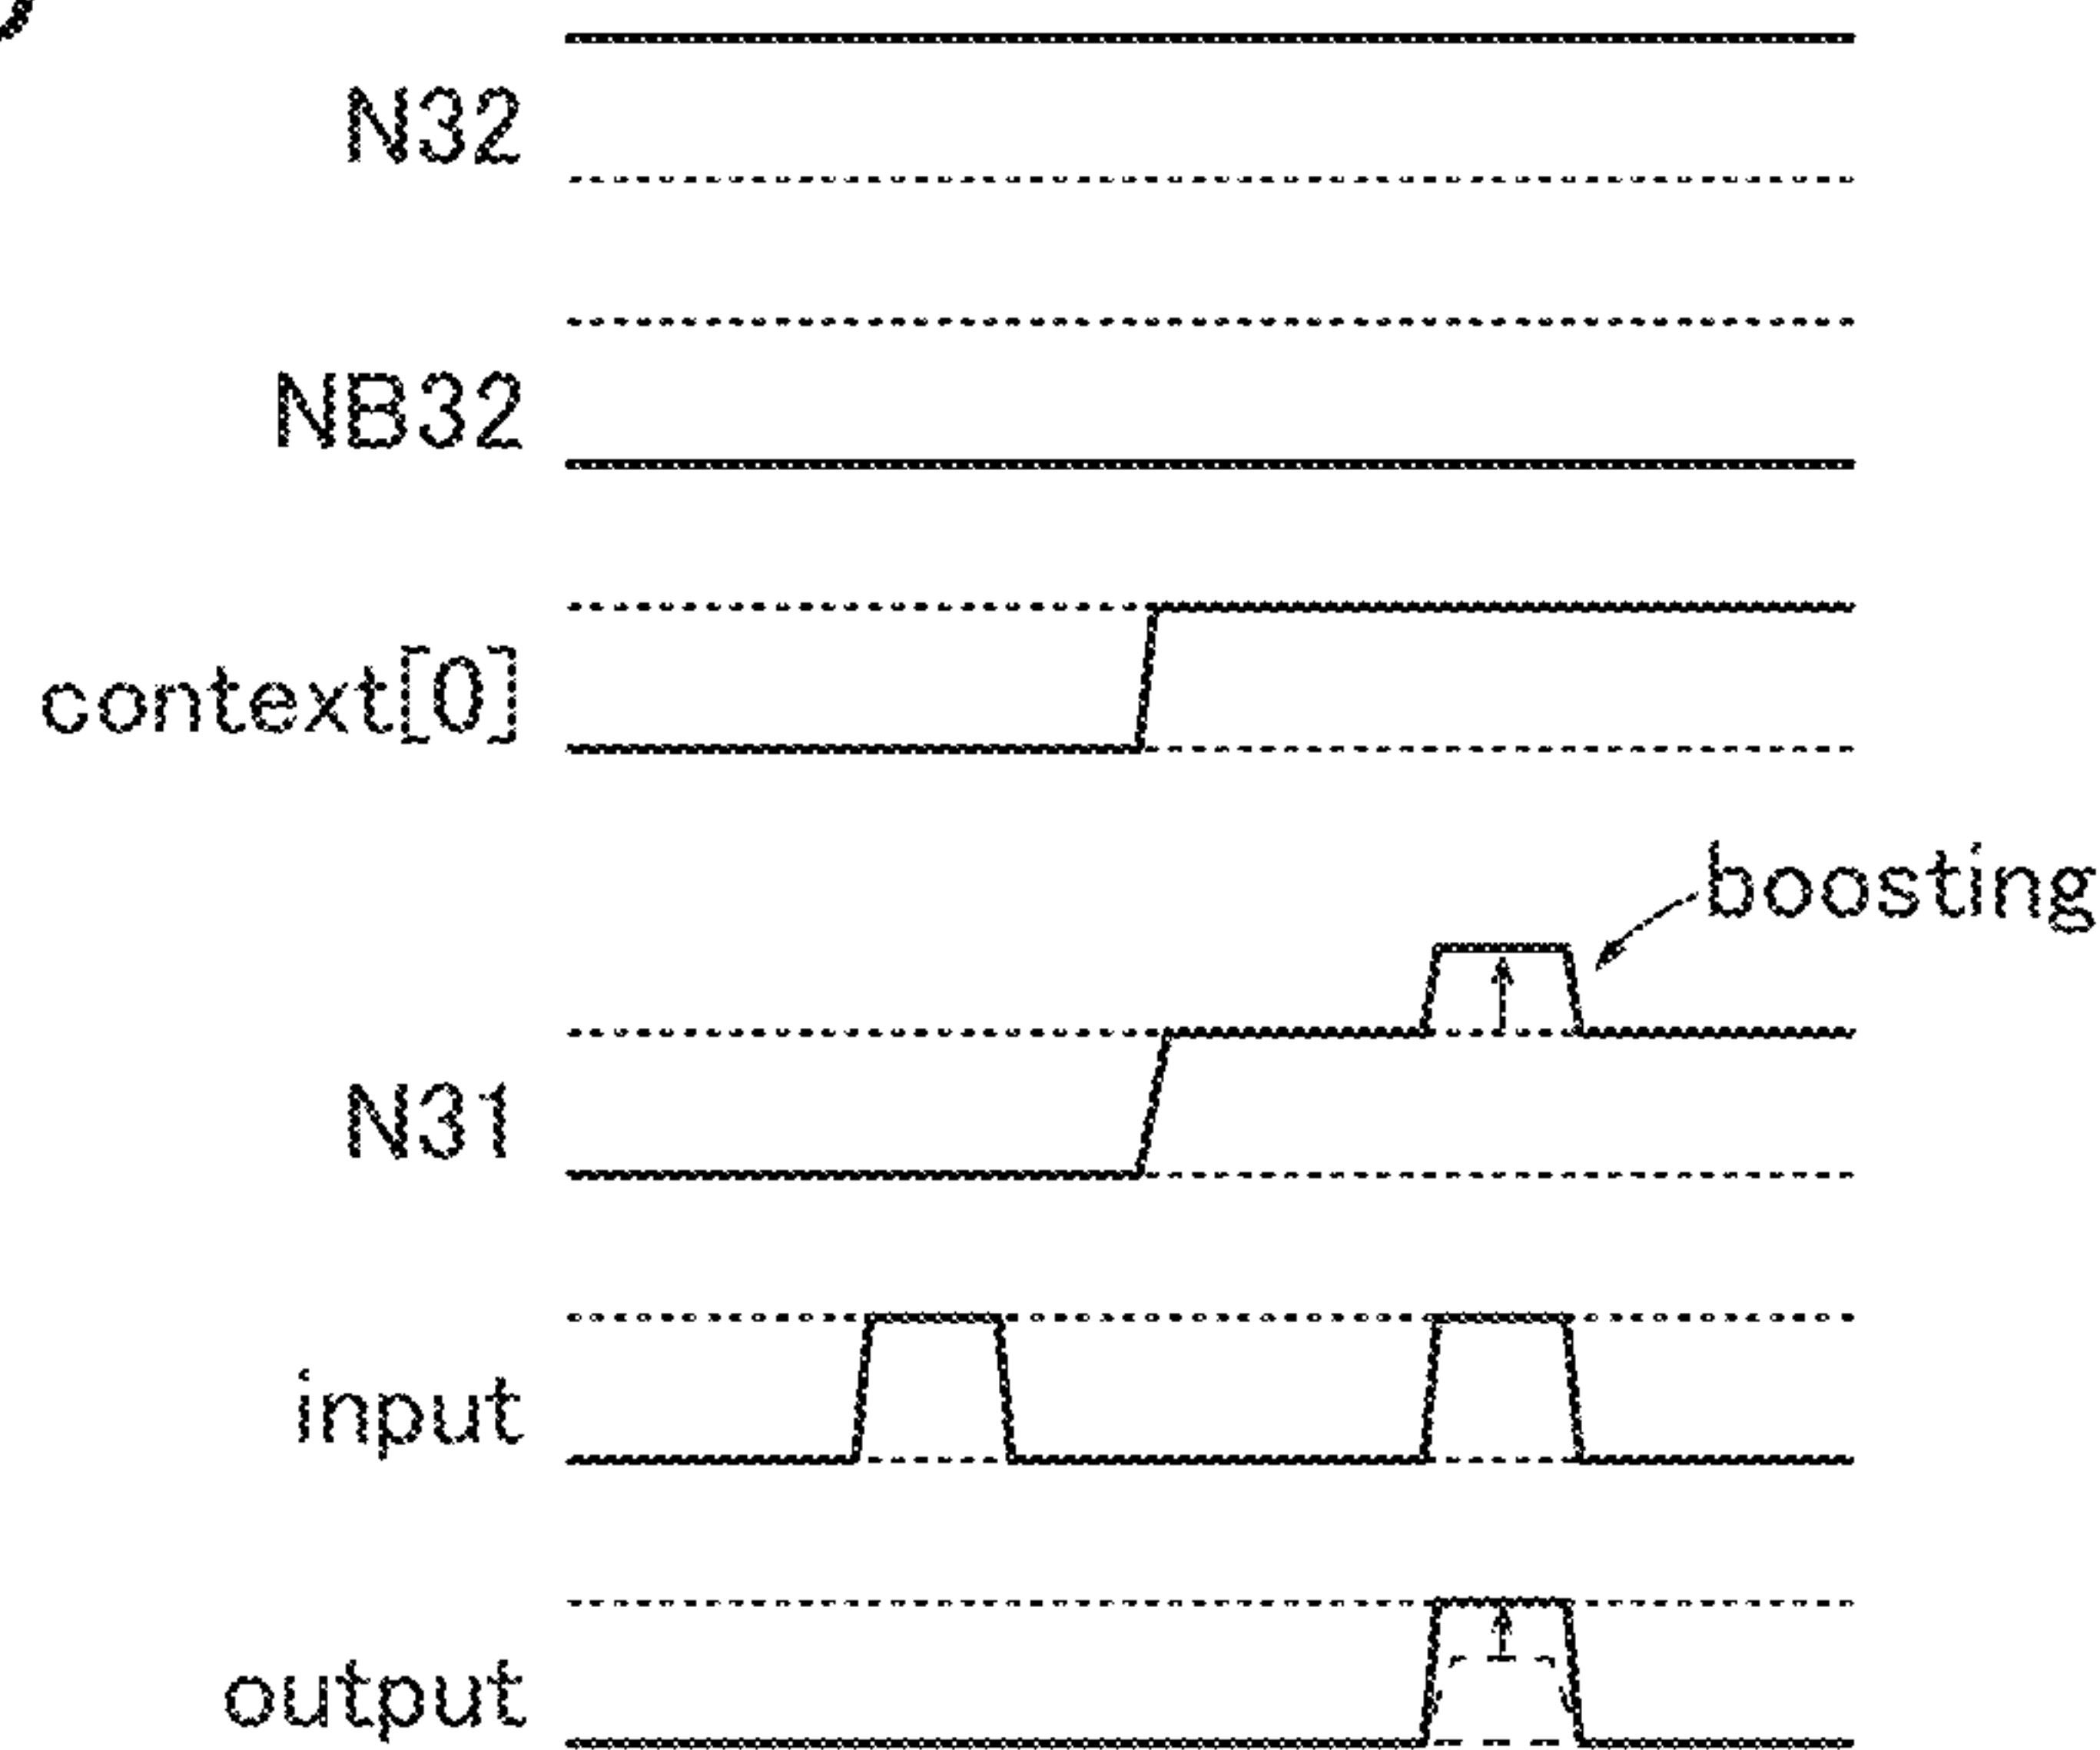 N32
NB32
context[0]
boosting
N31
input
output